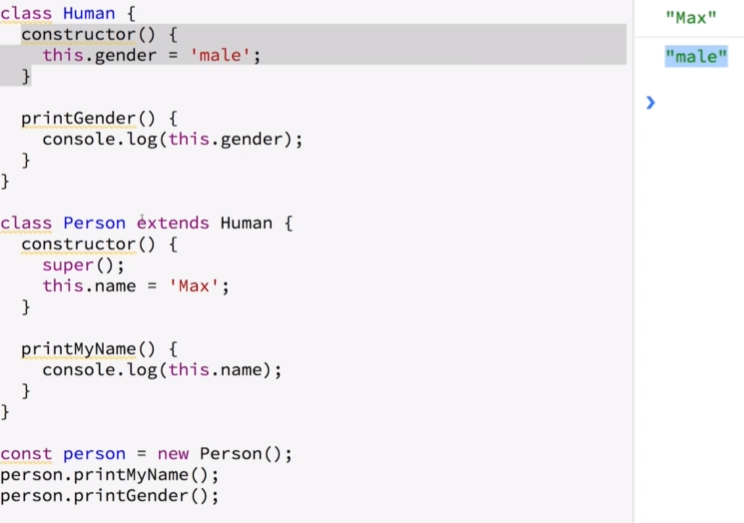 class Human {
  constructor() {
    this.gender = 'male';
  }

  printGender() {
    console.log(this.gender);
  }
}

class Person extends Human {
  constructor() {
    super();
    this.name = 'Max';
  }

  printMyName() {
    console.log(this.name);
  }
}

const person = new Person();
person.printMyName();
person.printGender();
"Max"
"male"
❯